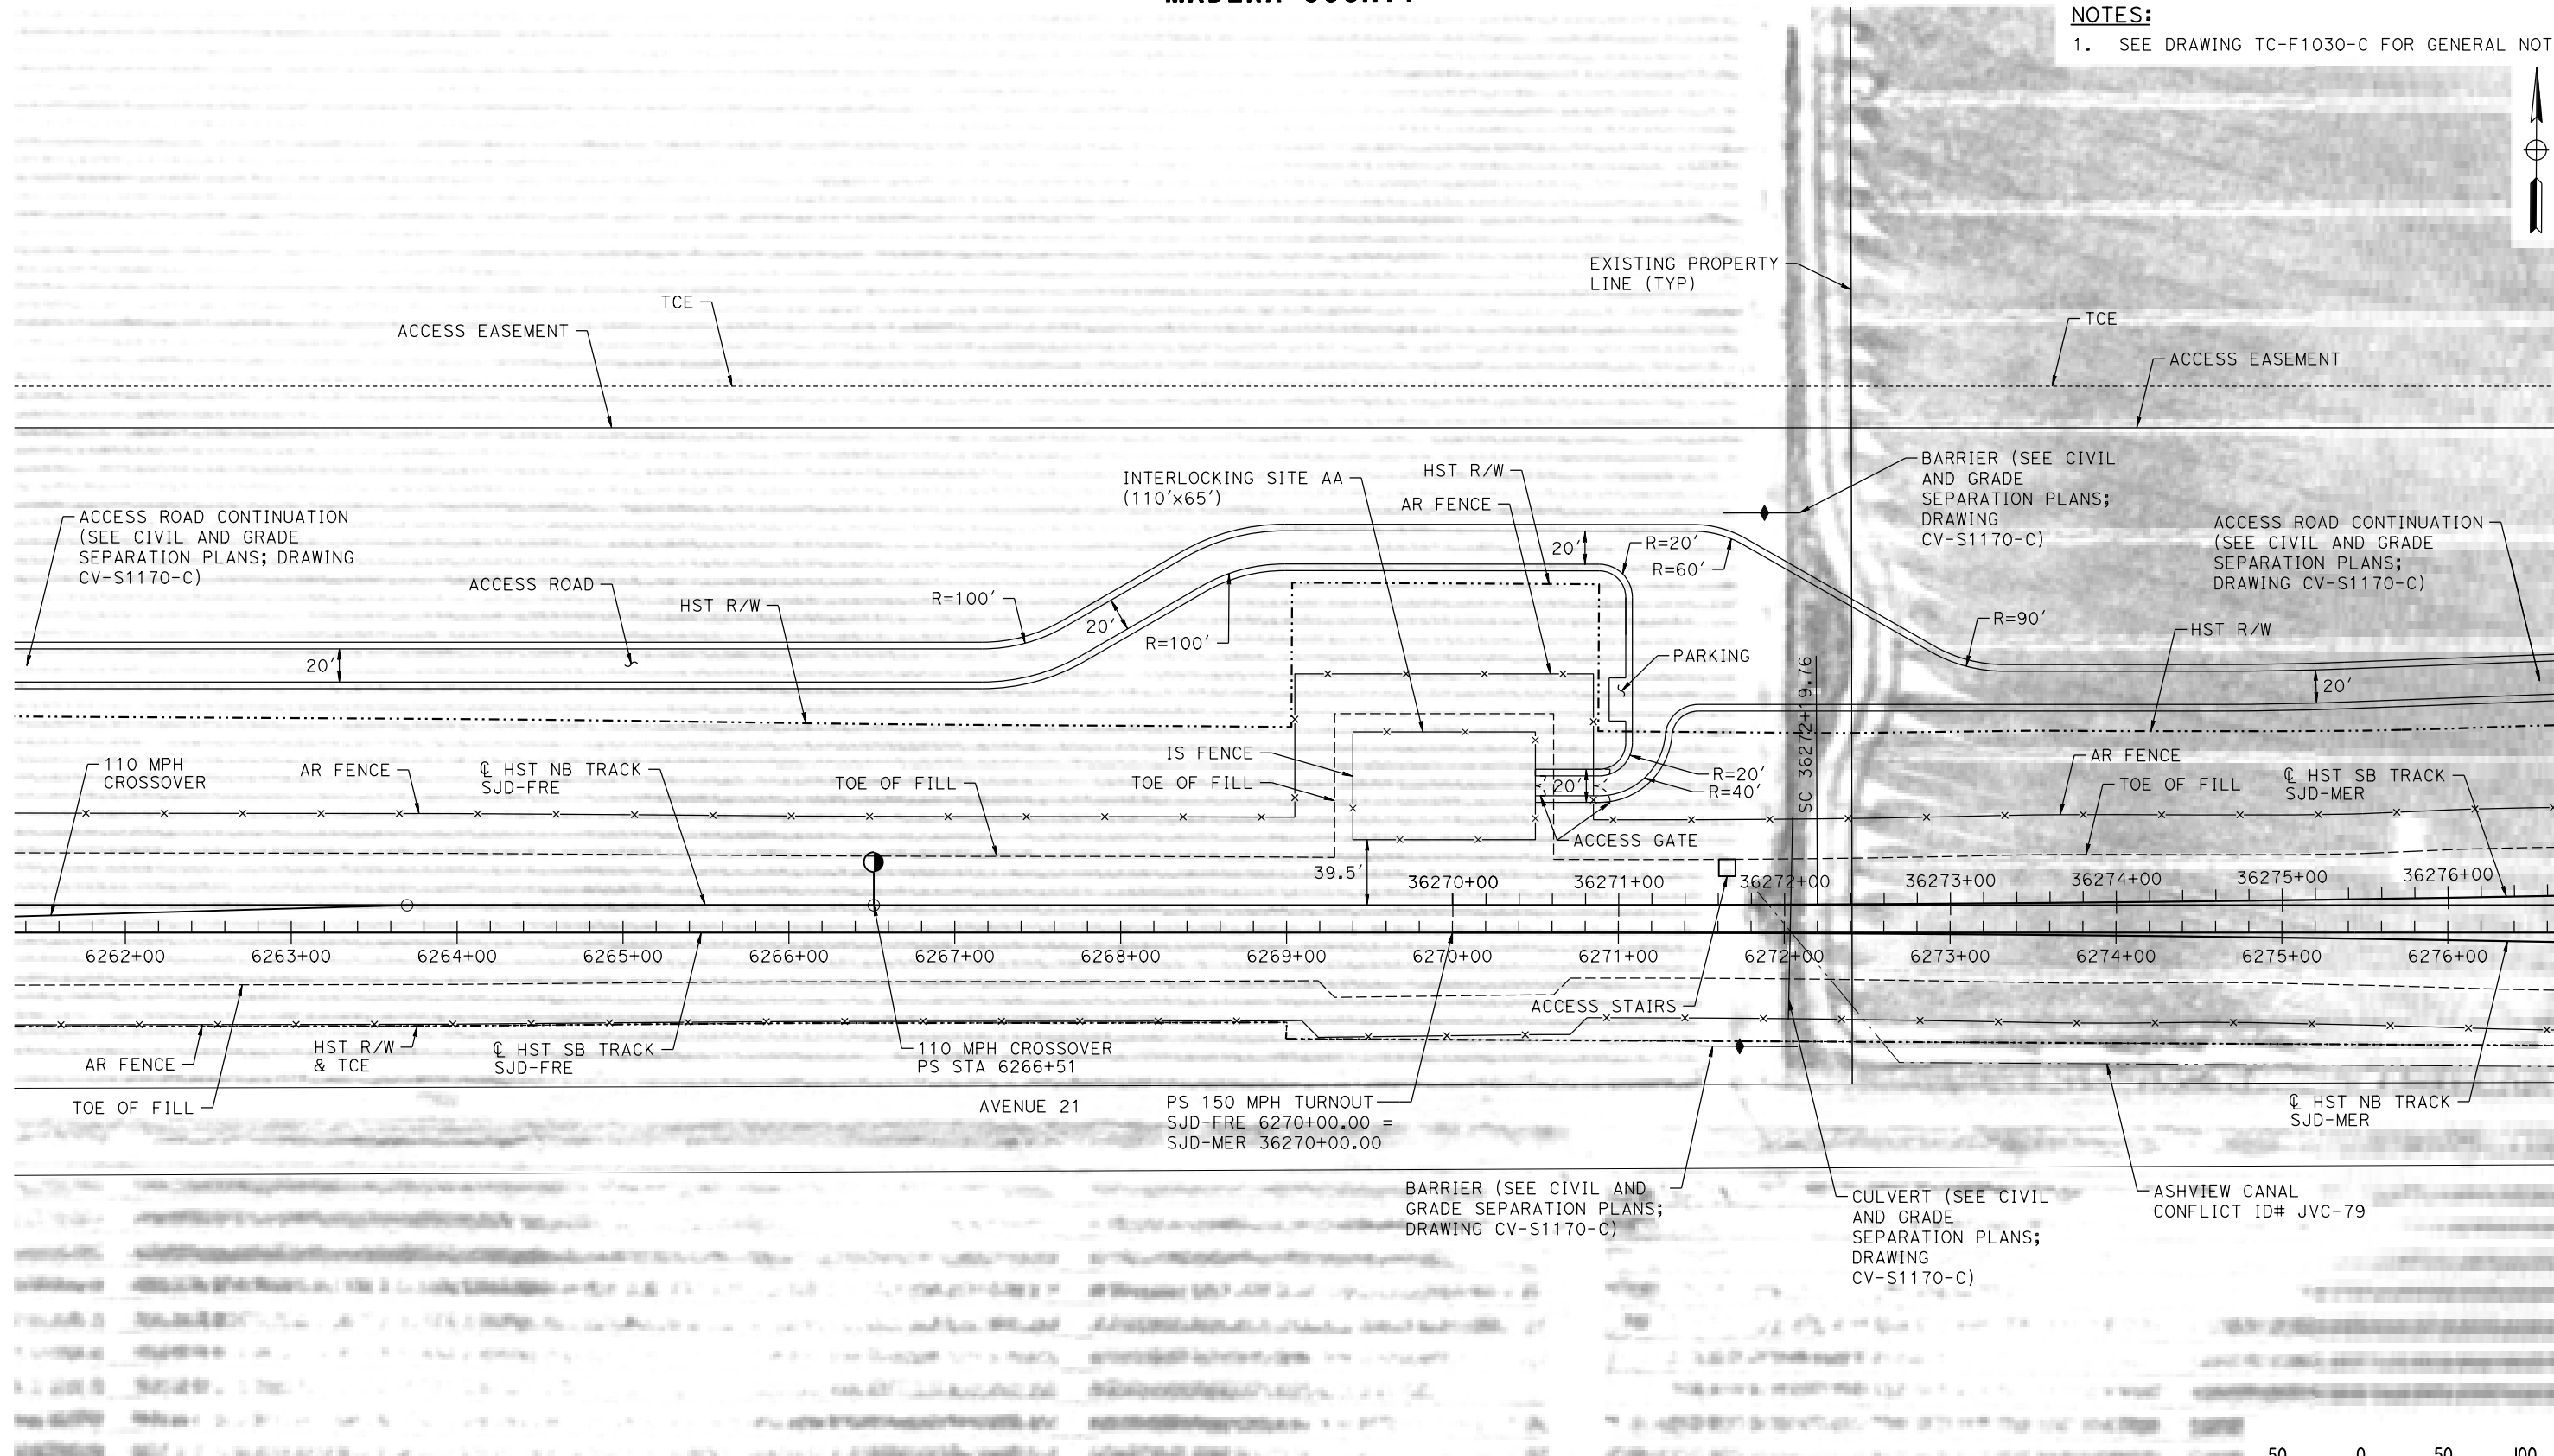 NOTES:
1. SEE DRAWING TC-F1030-C FOR GENERAL NOT
EXISTING PROPERTY
LINE (TYP)
TCE
ACCESS EASEMENT
TCE
ACCESS EASEMENT
INTERLOCKING SITE AA
(110'x65')
HST R/W
AR FENCE
BARRIER (SEE CIVIL
AND GRADE
SEPARATION PLANS;
DRAWING
CV-S1170-C)
ACCESS ROAD CONTINUATION
(SEE CIVIL AND GRADE
SEPARATION PLANS; DRAWING
CV-S1170-C)
ACCESS ROAD CONTINUATION
(SEE CIVIL AND GRADE
SEPARATION PLANS;
DRAWING CV-S1170-C)
ACCESS ROAD
HST R/W
R=100'
20'
R=100'
20'
R=20'
R=60'
R=90'
HST R/W
20'
PARKING
20'
SC 36272+19.76
110 MPH
CROSSOVER
AR FENCE
℄ HST NB TRACK
SJD-FRE
TOE OF FILL
IS FENCE
TOE OF FILL
20'
R=20'
R=40'
ACCESS GATE
AR FENCE
TOE OF FILL
℄ HST SB TRACK
SJD-MER
39.5'
36270+00
36271+00
36272+00
36273+00
36274+00
36275+00
36276+00
6262+00
6263+00
6264+00
6265+00
6266+00
6267+00
6268+00
6269+00
6270+00
6271+00
6272+00
6273+00
6274+00
6275+00
6276+00
ACCESS STAIRS
AR FENCE
HST R/W
& TCE
℄ HST SB TRACK
SJD-FRE
110 MPH CROSSOVER
PS STA 6266+51
TOE OF FILL
AVENUE 21
PS 150 MPH TURNOUT
SJD-FRE 6270+00.00 =
SJD-MER 36270+00.00
℄ HST NB TRACK
SJD-MER
BARRIER (SEE CIVIL AND
GRADE SEPARATION PLANS;
DRAWING CV-S1170-C)
CULVERT (SEE CIVIL
AND GRADE
SEPARATION PLANS;
DRAWING
CV-S1170-C)
ASHVIEW CANAL
CONFLICT ID# JVC-79
50 0 50 100